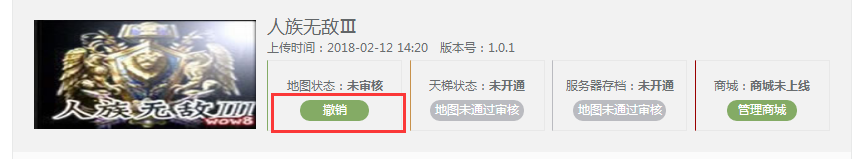 人族无敌Ⅲ
上传时间：2018-02-12 14:20 版本号：1.0.1
人族无敌III
wow8
地图状态：未审核
撤销
天梯状态：未开通
地图未通过审核
服务器存档：未开通
地图未通过审核
商城：商城未上线
管理商城